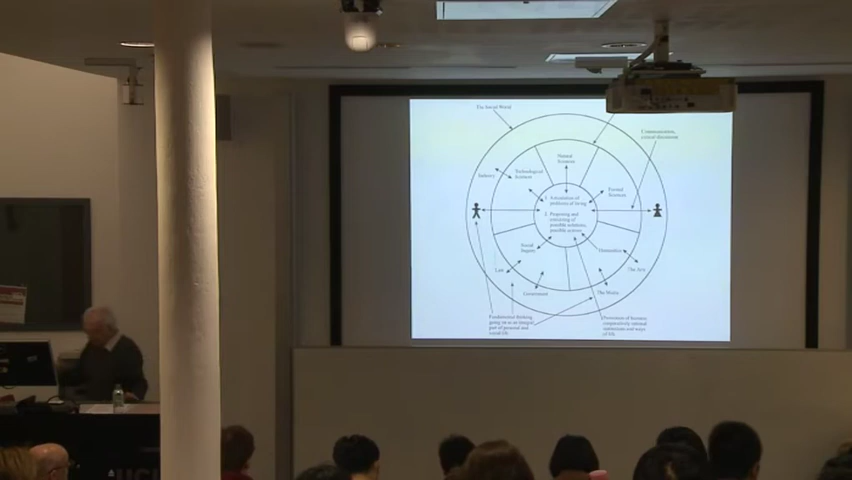 The Social World
Communication,
critical discussion
Natural
Sciences
Industry
Technological
Sciences
Formal
Sciences
1. Articulation of
problems of living
2. Proposing and
criticizing of
possible solutions,
possible actions
Social
Inquiry
Humanities
Law
The Arts
Government
The Media
Fundamental thinking
going on as an integral
part of personal and
social life
Promotion of
cooperatively rational
and ways
of life